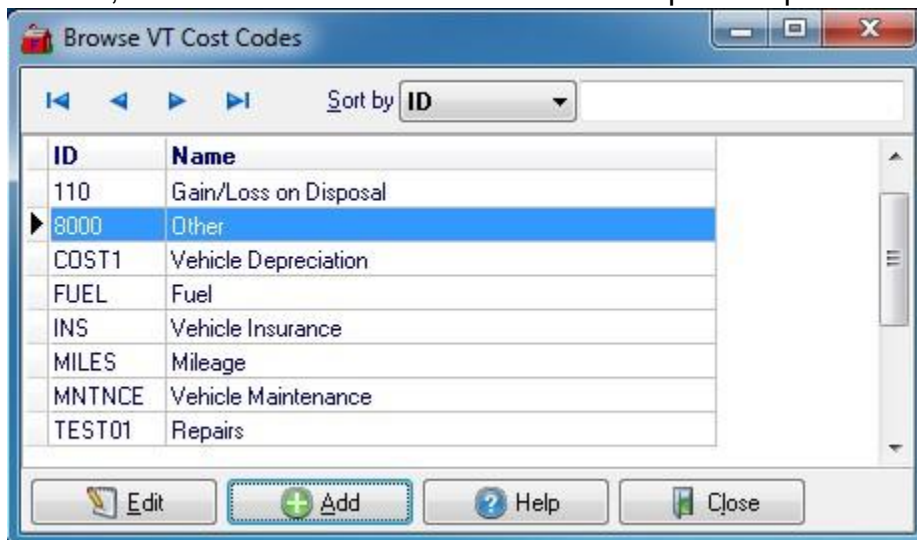 Browse VT Cost Codes
Sort by ID
ID Name
110 Gain/Loss on Disposal
8000 Other
COST1 Vehicle Depreciation
FUEL Fuel
INS Vehicle Insurance
MILES Mileage
MNTNCE Vehicle Maintenance
TEST01 Repairs
Edit Add Help Close